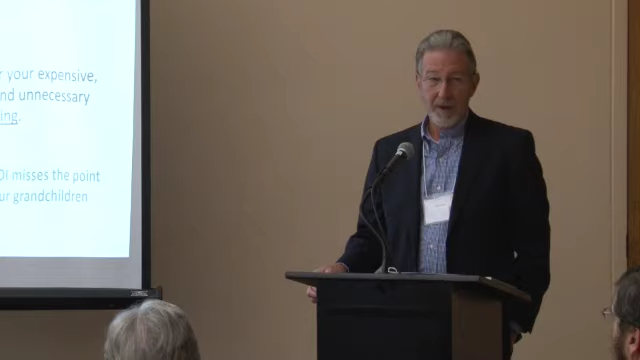 your expensive,
nd unnecessary
ing.
OI misses the point
ur grandchildren